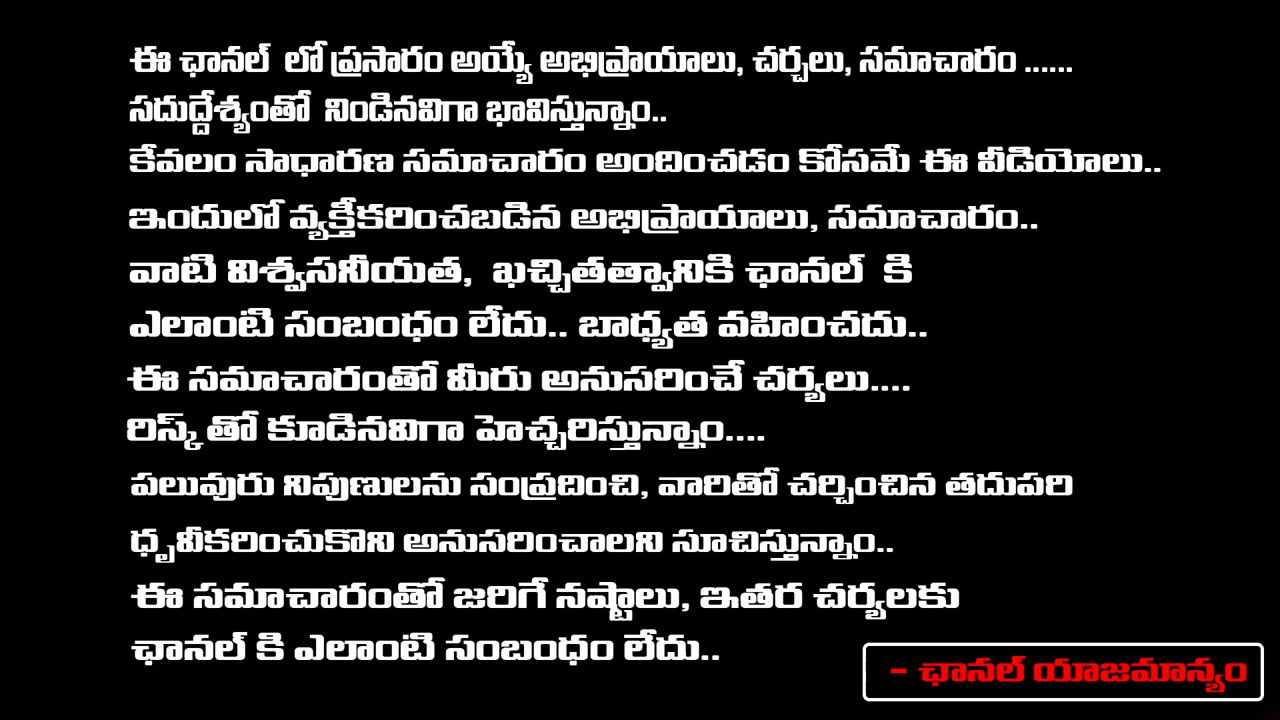 ఈ ఛానల్ లో ప్రసారం అయ్యే అభిప్రాయాలు, చర్చలు, సమాచారం ......
సదుద్దేశ్యంతో నిండినవిగా భావిస్తున్నాం..
కేవలం సాధారణ సమాచారం అందించడం కోసమే ఈ వీడియోలు..
ఇందులో వ్యక్తీకరించబడిన అభిప్రాయాలు, సమాచారం..
వాటి విశ్వసనీయత, ఖచ్చితత్వానికి ఛానల్ కి
ఎలాంటి సంబంధం లేదు.. బాధ్యత వహించదు..
ఈ సమాచారంతో మీరు అనుసరించే చర్యలు....
రిస్క్ తో కూడినవిగా హెచ్చరిస్తున్నాం....
పలువురు నిపుణులను సంప్రదించి, వారితో చర్చించిన తదుపరి
ధృవీకరించుకొని అనుసరించాలని సూచిస్తున్నాం..
ఈ సమాచారంతో జరిగే నష్టాలు, ఇతర చర్యలకు
ఛానల్ కి ఎలాంటి సంబంధం లేదు..
- ఛానల్ యాజమాన్యం